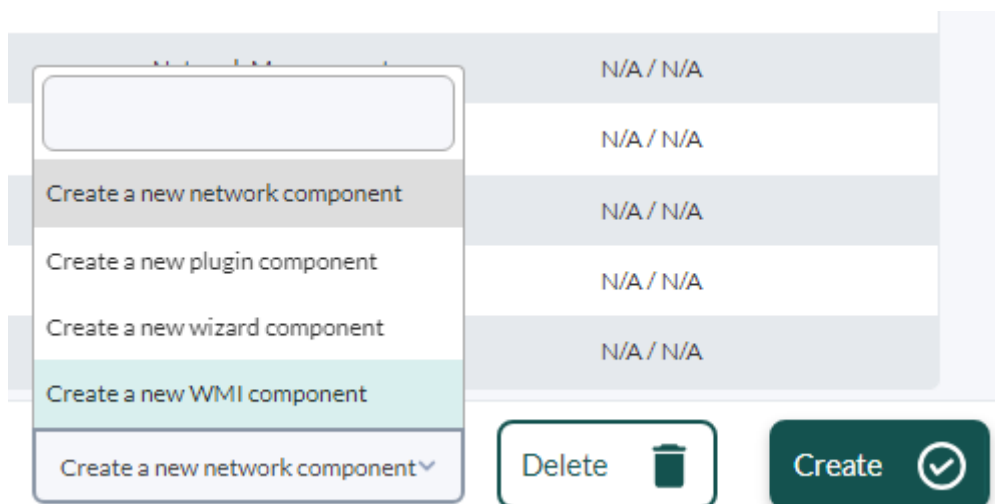 N/A / N/A
N/A / N/A
Create a new network component
N/A / N/A
Create a new plugin component
N/A / N/A
Create a new wizard component
N/A / N/A
Create a new WMI component
Create a new network component
Delete
Create